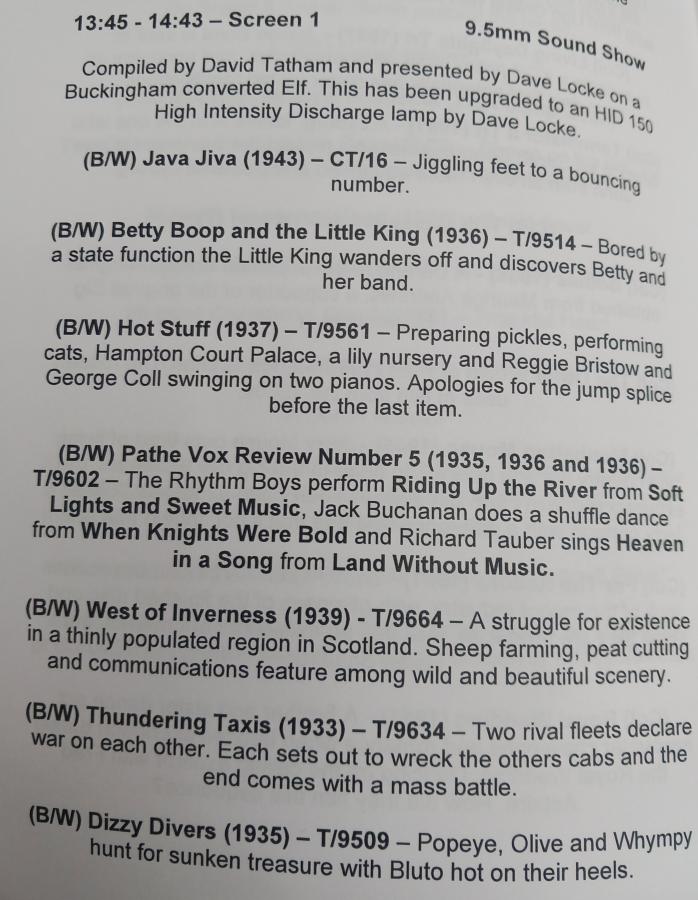 13:45 - 14:43 – Screen 1 9.5mm Sound Show
Compiled by David Tatham and presented by Dave Locke on a
Buckingham converted Elf. This has been upgraded to an HID 150
High Intensity Discharge lamp by Dave Locke.
(B/W) Java Jiva (1943) – CT/16 – Jiggling feet to a bouncing
number.
(B/W) Betty Boop and the Little King (1936) – T/9514 – Bored by
a state function the Little King wanders off and discovers Betty and
her band.
(B/W) Hot Stuff (1937) – T/9561 – Preparing pickles, performing
cats, Hampton Court Palace, a lily nursery and Reggie Bristow and
George Coll swinging on two pianos. Apologies for the jump splice
before the last item.
(B/W) Pathe Vox Review Number 5 (1935, 1936 and 1936) –
T/9602 – The Rhythm Boys perform Riding Up the River from Soft
Lights and Sweet Music, Jack Buchanan does a shuffle dance
from When Knights Were Bold and Richard Tauber sings Heaven
in a Song from Land Without Music.
(B/W) West of Inverness (1939) - T/9664 – A struggle for existence
in a thinly populated region in Scotland. Sheep farming, peat cutting
and communications feature among wild and beautiful scenery.
(B/W) Thundering Taxis (1933) – T/9634 – Two rival fleets declare
war on each other. Each sets out to wreck the others cabs and the
end comes with a mass battle.
(B/W) Dizzy Divers (1935) – T/9509 – Popeye, Olive and Whympy
hunt for sunken treasure with Bluto hot on their heels.